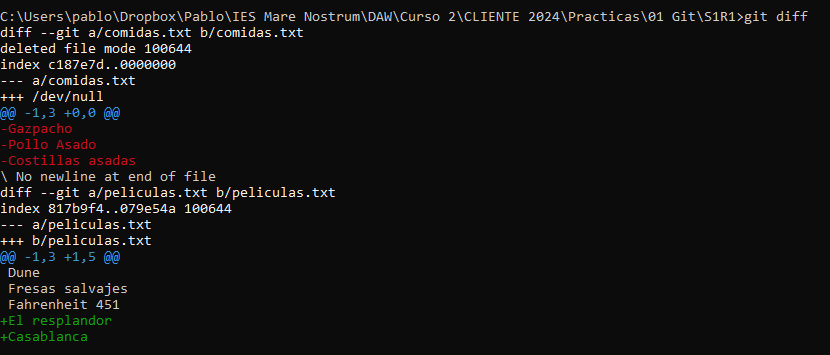 C:\Users\pablo\Dropbox\Pablo\IES Mare Nostrum\DAW\Curso 2\CLIENTE 2024\Practicas\01 Git\S1R1>git diff
diff --git a/comidas.txt b/comidas.txt
deleted file mode 100644
index c187e7d..0000000
--- a/comidas.txt
+++ /dev/null
@@ -1,3 +0,0 @@
-Gazpacho
-Pollo Asado
-Costillas asadas
\ No newline at end of file
diff --git a/peliculas.txt b/peliculas.txt
index 817b9f4..079e54a 100644
--- a/peliculas.txt
+++ b/peliculas.txt
@@ -1,3 +1,5 @@
 Dune
 Fresas salvajes
 Fahrenheit 451
+El resplandor
+Casablanca